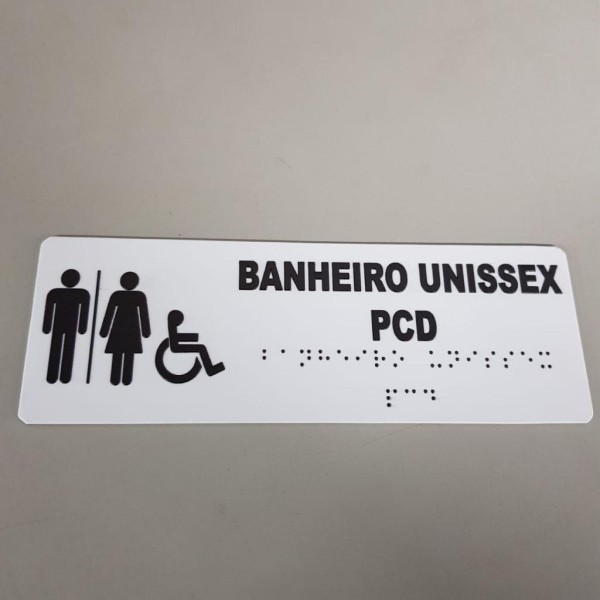 BANHEIRO UNISSEX
PCD
⠃⠁⠝⠓⠑⠊⠗⠕ ⠥⠝⠊⠎⠎⠑⠭
⠏⠉⠙